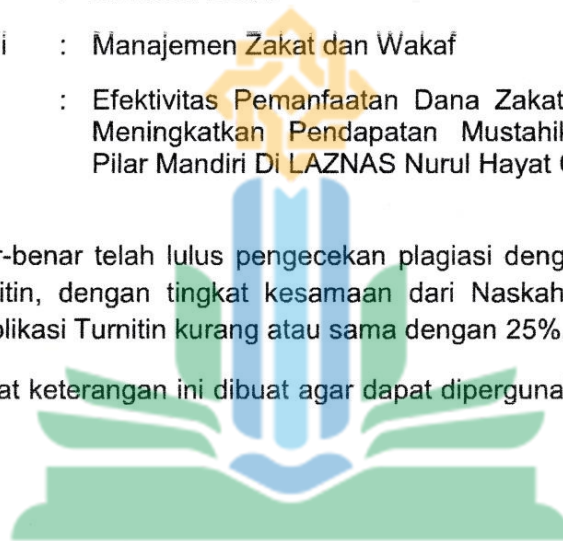 i : Manajemen Zakat dan Wakaf
: Efektivitas Pemanfaatan Dana Zakat
Meningkatkan Pendapatan Mustahik
Pilar Mandiri Di LAZNAS Nurul Hayat
r-benar telah lulus pengecekan plagiasi deng
itin, dengan tingkat kesamaan dari Naskah
plikasi Turnitin kurang atau sama dengan 25%
at keterangan ini dibuat agar dapat diperguna